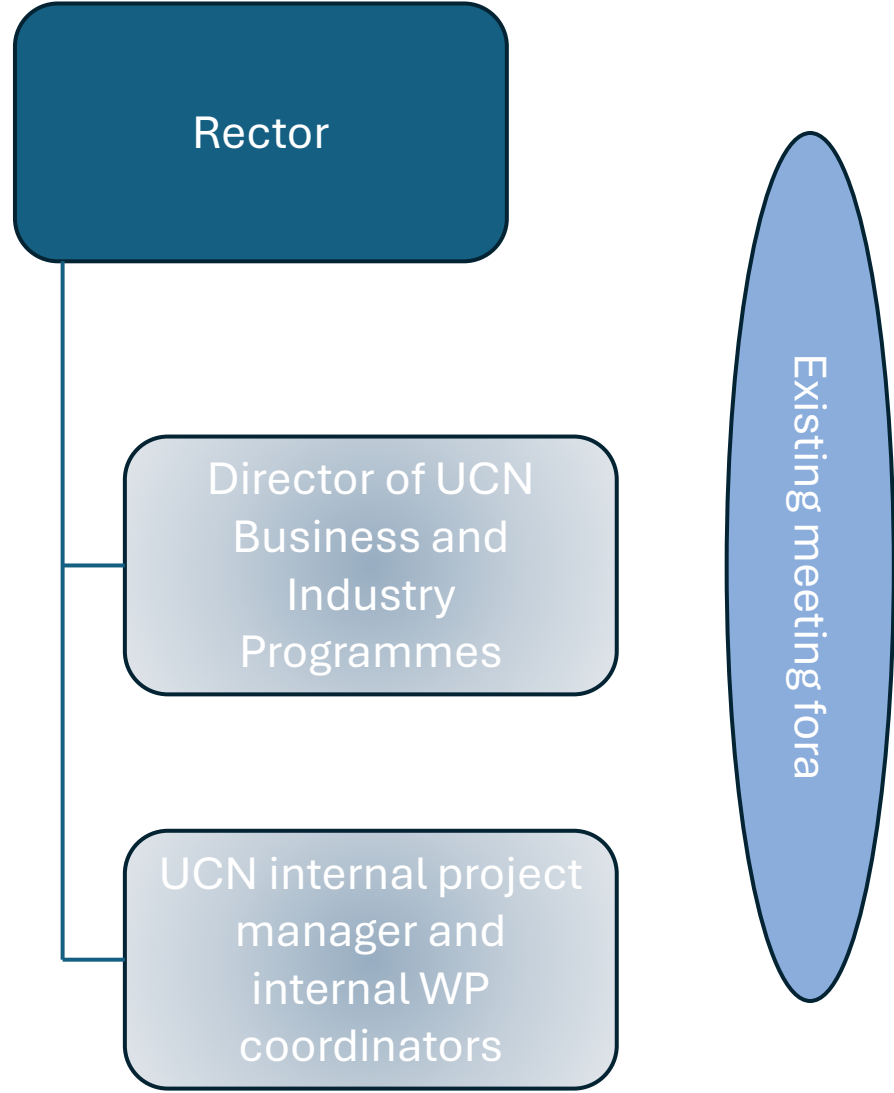 Rector
Director of UCN
Business and
Industry
Programmes
UCN internal project
manager and
internal WP
coordinators
Existing meeting fora